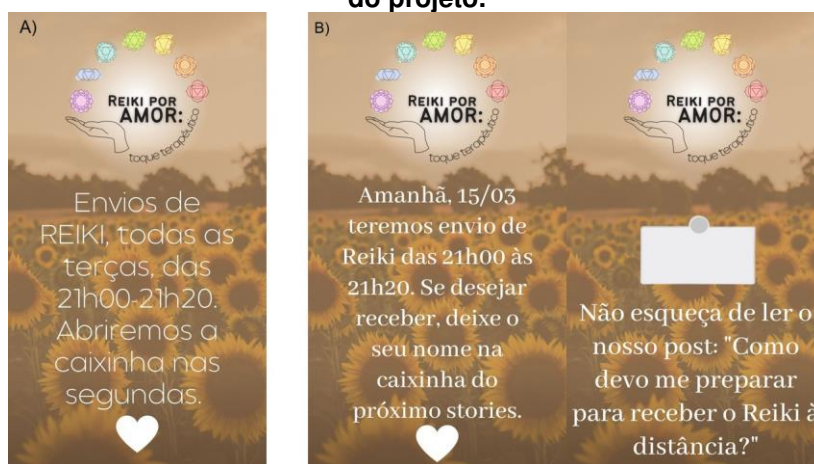 do projeto.
A)
REIKI POR
AMOR:
toque terapêutico
Envios de
REIKI, todas as
terças, das
21h00-21h20.
Abriremos a
caixinha nas
segundas.
B)
REIKI POR
AMOR:
toque terapêutico
Amanhã, 15/03
teremos envio de
Reiki das 21h00 às
21h20. Se desejar
receber, deixe o
seu nome na
caixinha do
próximo stories.
REIKI POR
AMOR:
toque terapêutico
Não esqueça de ler o
nosso post: "Como
devo me preparar
para receber o Reiki à
distância?"